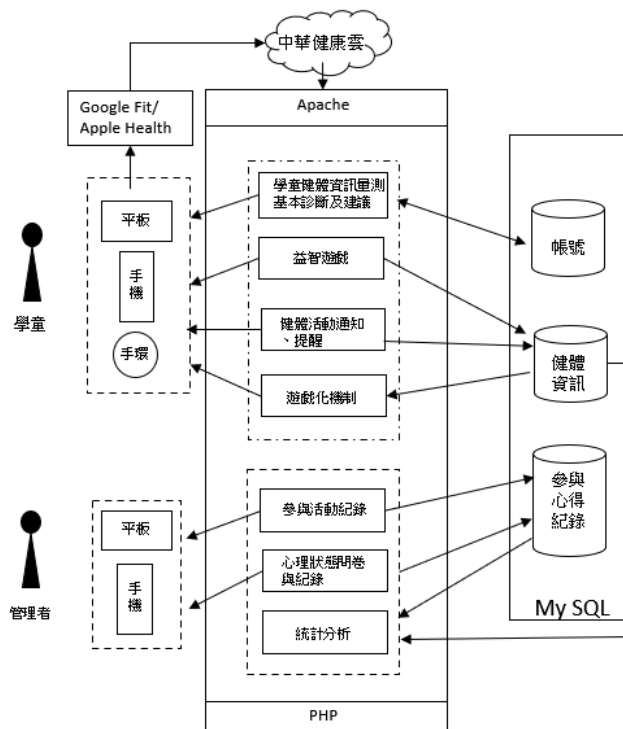 中華健康雲
Google Fit/
Apple Health
Apache
學童健體資訊量測
基本診斷及建議
平板
益智遊戲
帳號
手
機
學童
健體活動通知
、提醒
手環
健體
資訊
遊戲化機制
參與
心得
紀錄
參與活動紀錄
平板
心理狀態問卷
與紀錄
手
機
管理者
My SQL
統計分析
PHP